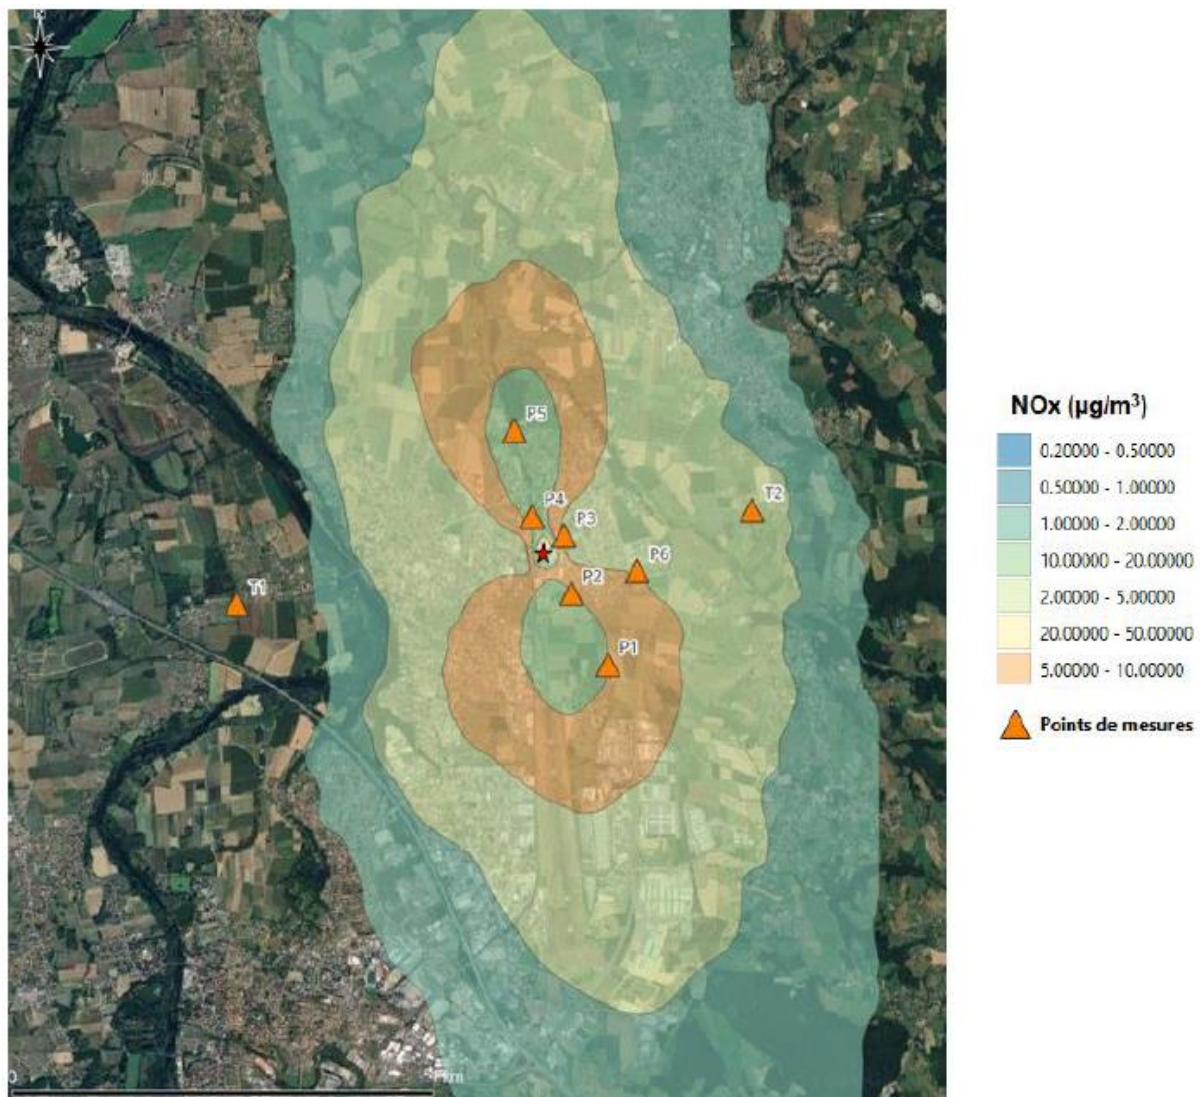 N
NOx (µg/m³)
0.20000 - 0.50000
0.50000 - 1.00000
1.00000 - 2.00000
10.00000 - 20.00000
2.00000 - 5.00000
20.00000 - 50.00000
5.00000 - 10.00000
Points de mesures
P5
P4
P3
T2
P6
P2
T1
P1
0